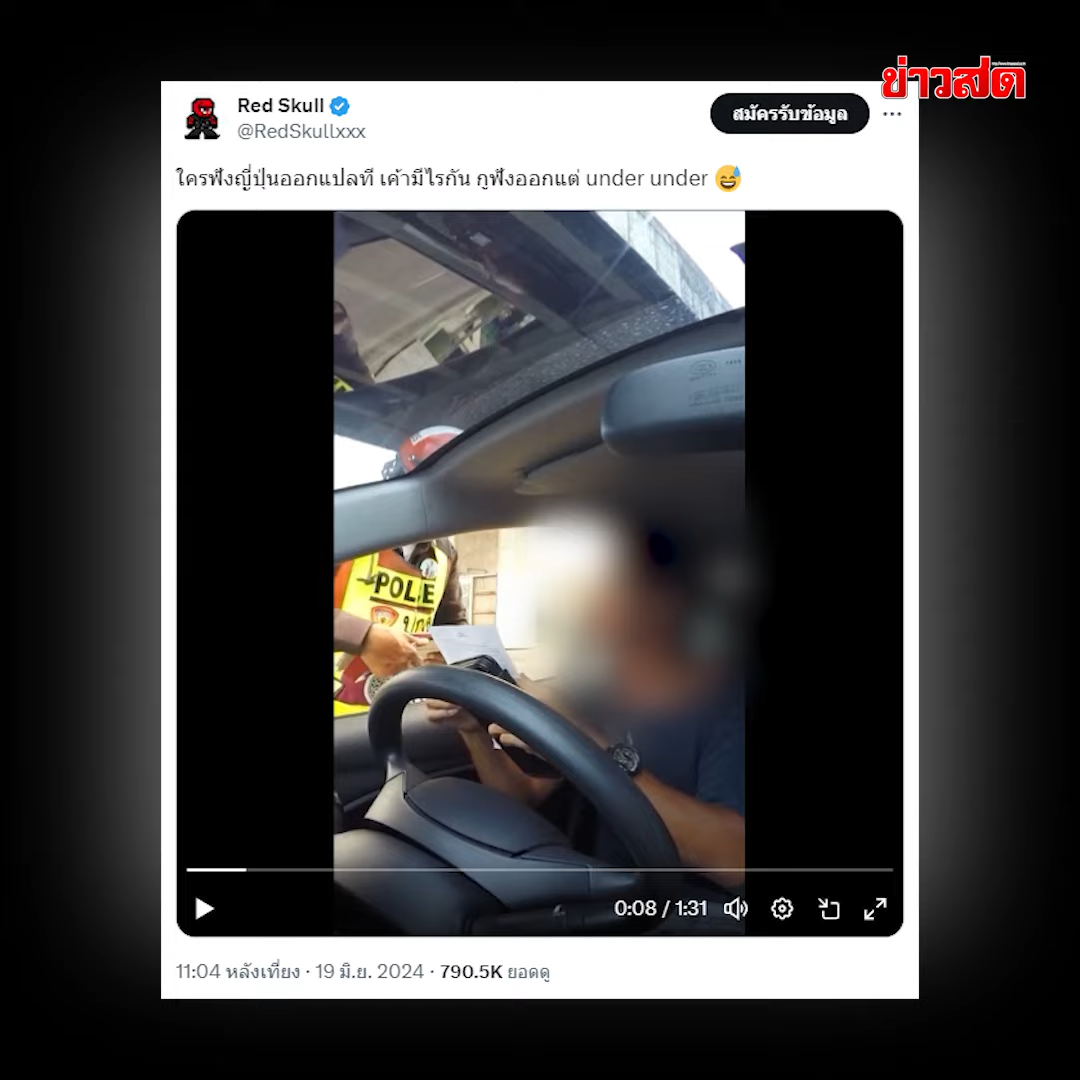 ข่าวสด
Red Skull
@RedSkullxxx
สมัครรับข้อมูล
ใครฟังญี่ปุ่นออกแปลที เค้ามีไรกัน กูฟังออกแต่ under under
POLICE
0:08 / 1:31
11:04 หลังเที่ยง · 19 มิ.ย. 2024 · 790.5K ยอดดู